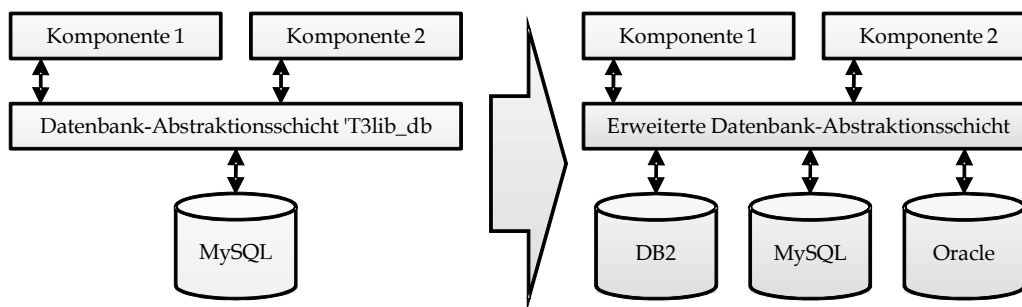 Komponente 1
Komponente 2
Datenbank-Abstraktionsschicht 'T3lib_db
MySQL
Komponente 1
Komponente 2
Erweiterte Datenbank-Abstraktionsschicht
DB2
MySQL
Oracle